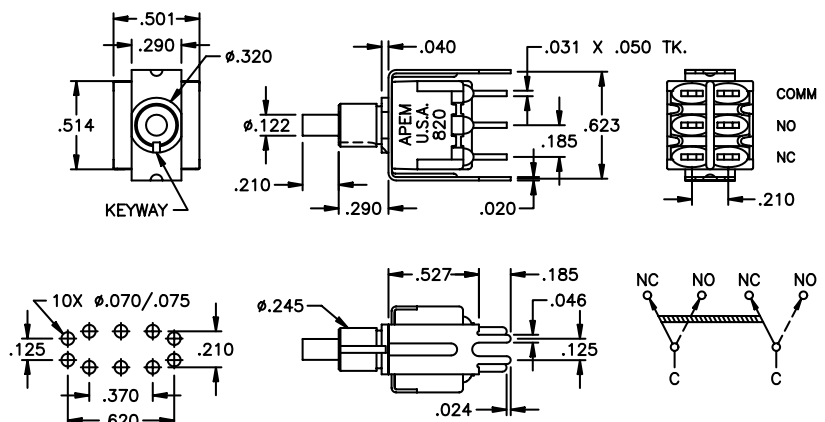 .501
.290
Ø.320
.514
KEYWAY
.040
.031 X .050 TK.
Ø.122
APEM
U.S.A.
820
.185
.623
.210
.290
.020
COMM
NO
NC
.210
10X Ø.070/.075
.125
.210
.370
.620
Ø.245
.527
.185
.046
.125
.024
NC NO NC NO
C C